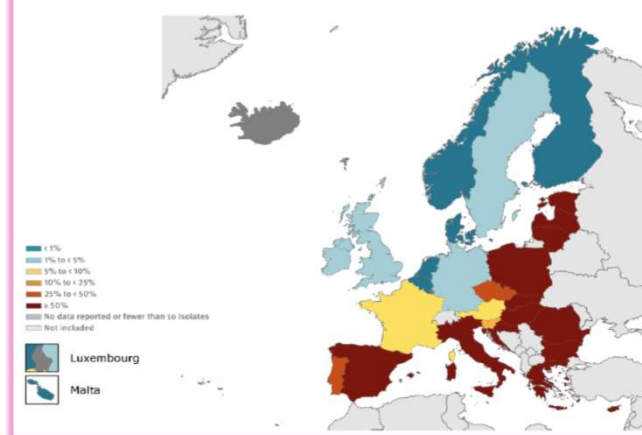 < 1%
1% to < 5%
5% to < 10%
10% to < 25%
25% to < 50%
≥ 50%
No data reported or fewer than 10 isolates
Not included
Luxembourg
Malta